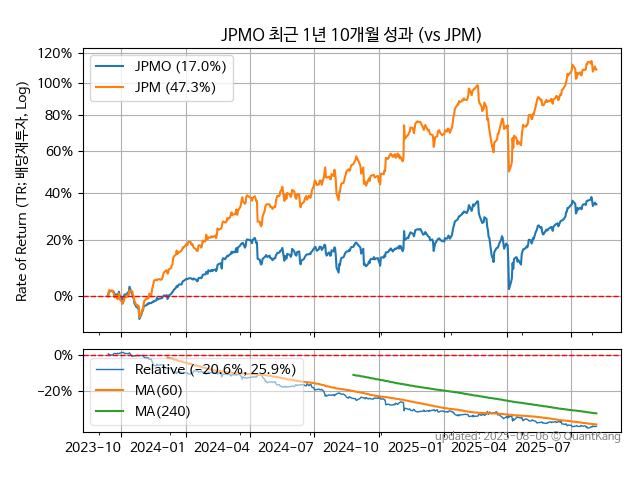 JPMO 최근 1년 10개월 성과 (vs JPM)
Rate of Return (TR: 배당재투자, Log)
120%
100%
80%
60%
40%
20%
0%
JPMO (17.0%)
JPM (47.3%)
0%
−20%
Relative (−20.6%, 25.9%)
MA(60)
MA(240)
updated: 2025-08-06 © QuantKang
2023-10 2024-01 2024-04 2024-07 2024-10 2025-01 2025-04 2025-07